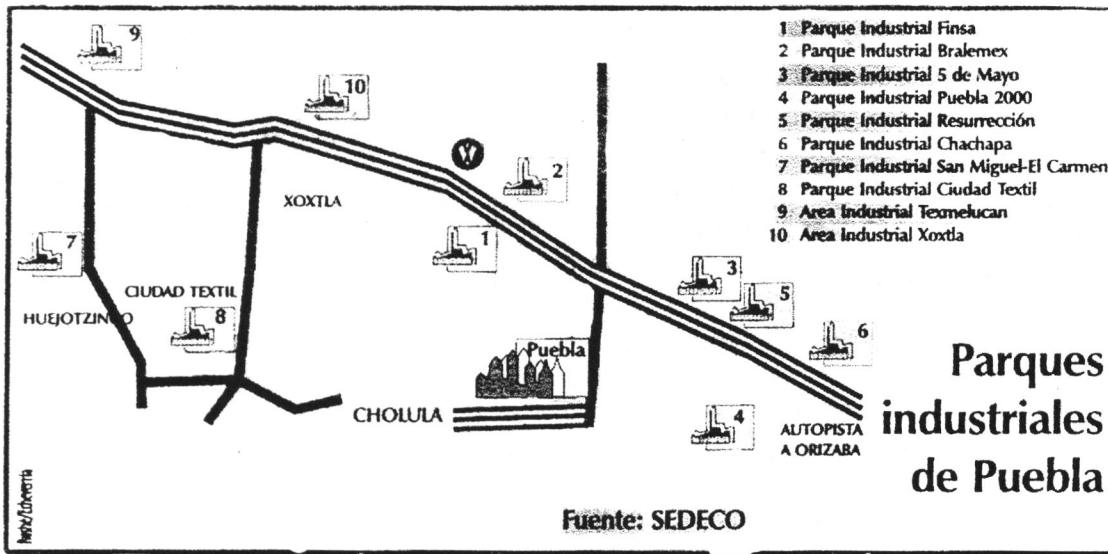 9
10
2
XOXTLA
1
7
CIUDAD TEXTIL
HUEJOTZINGO
8
3
5
6
Puebla
CHOLULA
4
AUTOPISTA
A ORIZABA
1 Parque Industrial Finsa
2 Parque Industrial Bralemex
3 Parque Industrial 5 de Mayo
4 Parque Industrial Puebla 2000
5 Parque Industrial Resurrección
6 Parque Industrial Chachapa
7 Parque Industrial San Miguel-El Carmen
8 Parque Industrial Ciudad Textil
9 Area Industrial Texmelucan
10 Area Industrial Xoxtla
Parques
industriales
de Puebla
Fuente: SEDECO